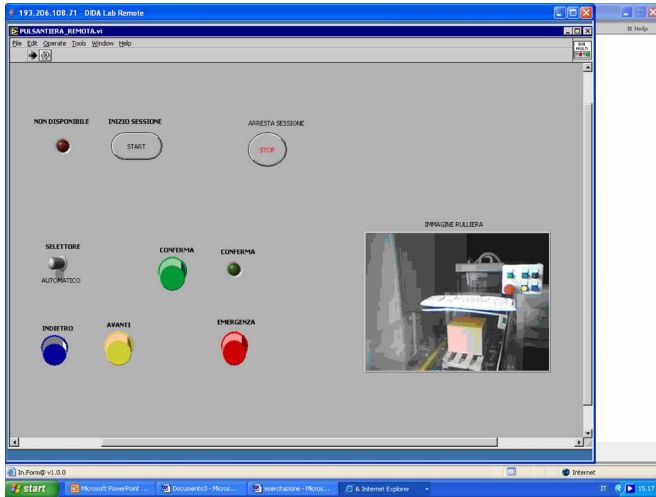 193.206.108.71 - DIDA Lab Remote
PULSANTIERA_REMOTA.vi
File Edit Operate Tools Window Help
Help
NON DISPONIBILE
INIZIO SESSIONE
ARRESTA SESSIONE
START
STOP
IMMAGINE RULLIERA
SELETTORE
CONFERMA
CONFERMA
AUTOMATICO
INDIETRO
AVANTI
EMERGENZA
In.Form@ v1.0.0
Internet
start
Microsoft PowerPoint ...
Documento3 - Micros...
esercitazione - Micros...
6 Internet Explorer
IT
15.17